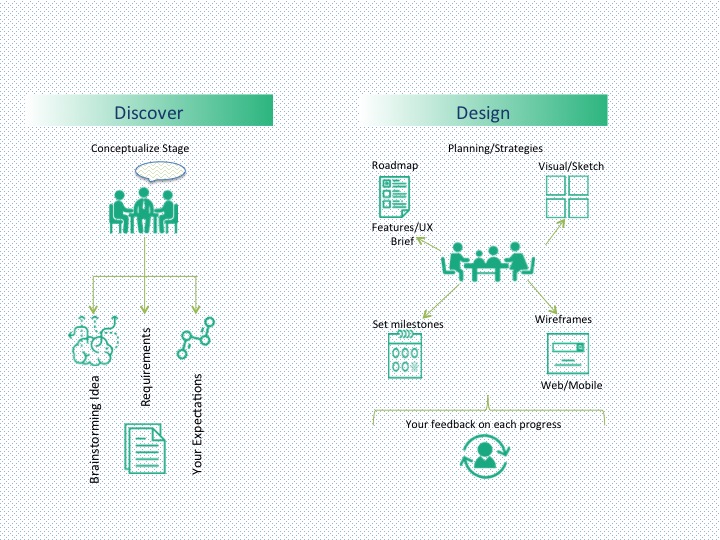 Discover
Conceptualize Stage
Brainstorming Idea
Requirements
Your Expectations
Design
Planning/Strategies
Roadmap
Visual/Sketch
Features/UX
Brief
Set milestones
Wireframes
Web/Mobile
Your feedback on each progress